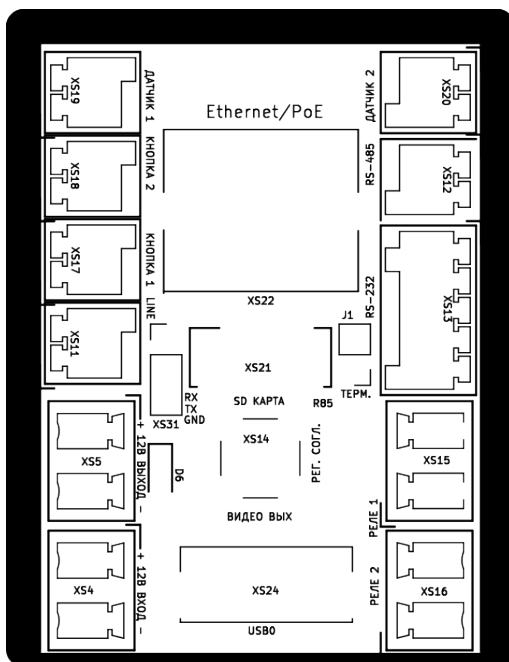 XS19
ДАТЧИК 1
Ethernet/PoE
ДАТЧИК 2
XS20
XS18
КНОПКА 2
RS-485
XS12
XS17
КНОПКА 1
XS22
RS-232
XS13
XS11
LINE
J1
ТЕРМ.
XS21
SD КАРТА
R85
RX
TX
GND
XS31
XS14
РЕГ. СОГЛ.
XS5
+ 12В ВЫХОД -
D6
ВИДЕО ВЫХ
XS15
РЕЛЕ 1
XS4
+ 12В ВХОД -
XS24
USB0
РЕЛЕ 2
XS16